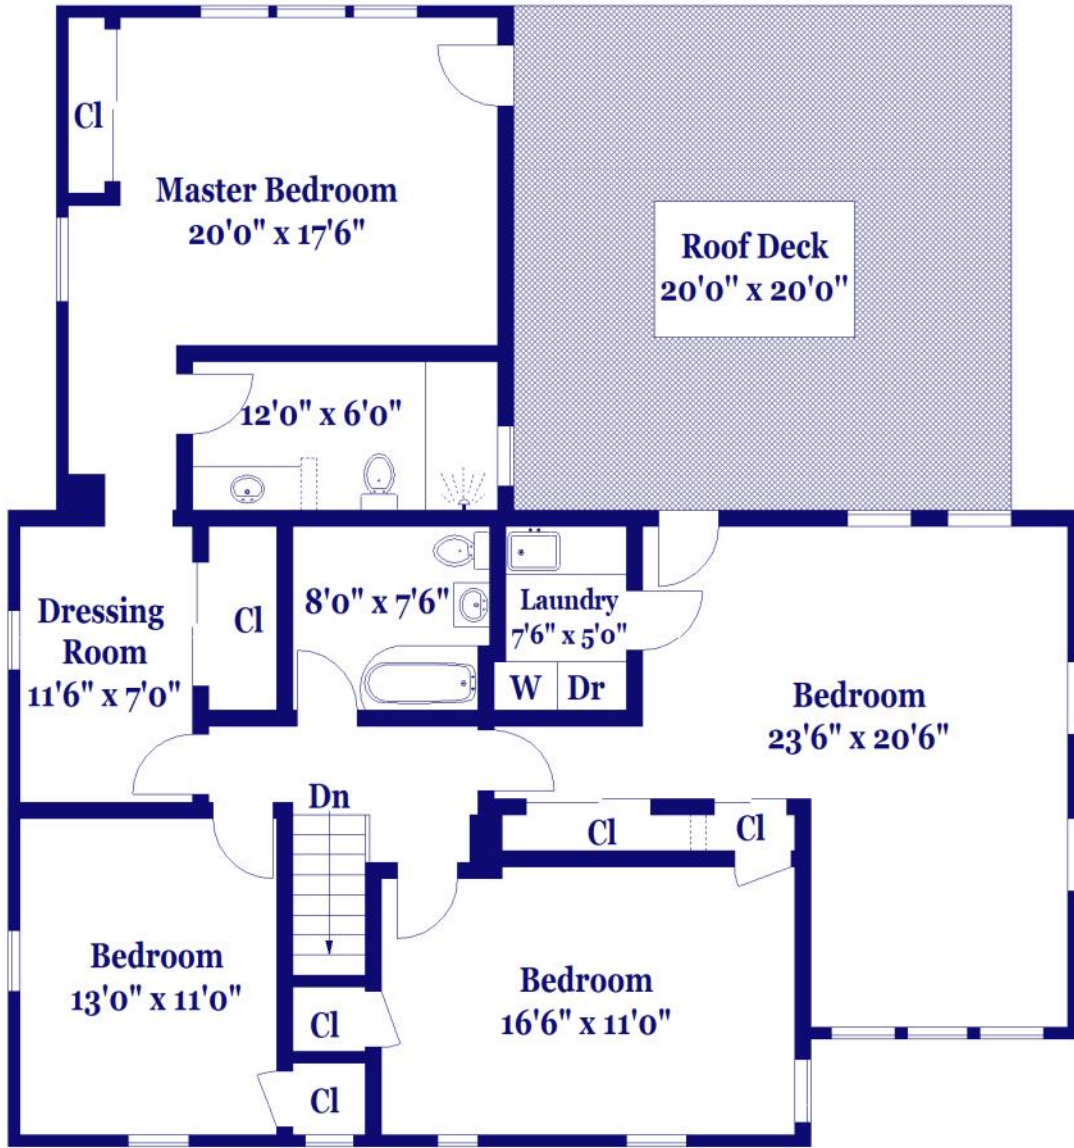 Cl
Master Bedroom
20'0" x 17'6"
Roof Deck
20'0" x 20'0"
12'0" x 6'0"
Dressing
Room
11'6" x 7'0"
Cl
8'0" x 7'6"
Laundry
7'6" x 5'0"
W
Dr
Bedroom
23'6" x 20'6"
Dn
Cl
Cl
Bedroom
13'0" x 11'0"
Bedroom
16'6" x 11'0"
Cl
Cl